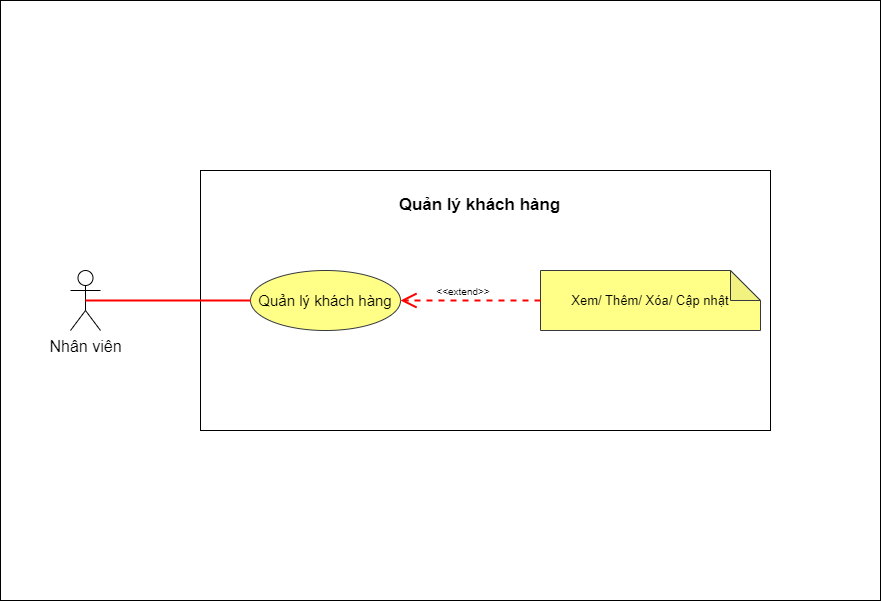 Quản lý khách hàng
Nhân viên
Quản lý khách hàng
<<extend>>
Xem/ Thêm/ Xóa/ Cập nhật